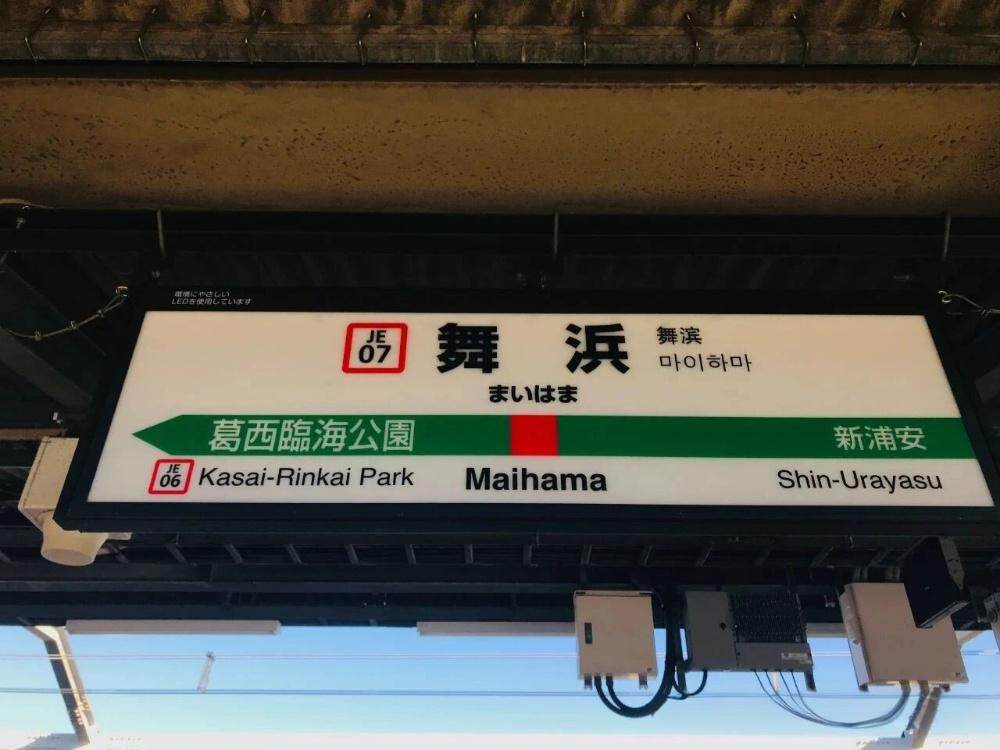 環境にやさしい
LEDを使用しています
JE
07
舞 浜
舞滨
마이하마
まいはま
葛西臨海公園
新浦安
JE
06
Kasai-Rinkai Park
Maihama
Shin-Urayasu